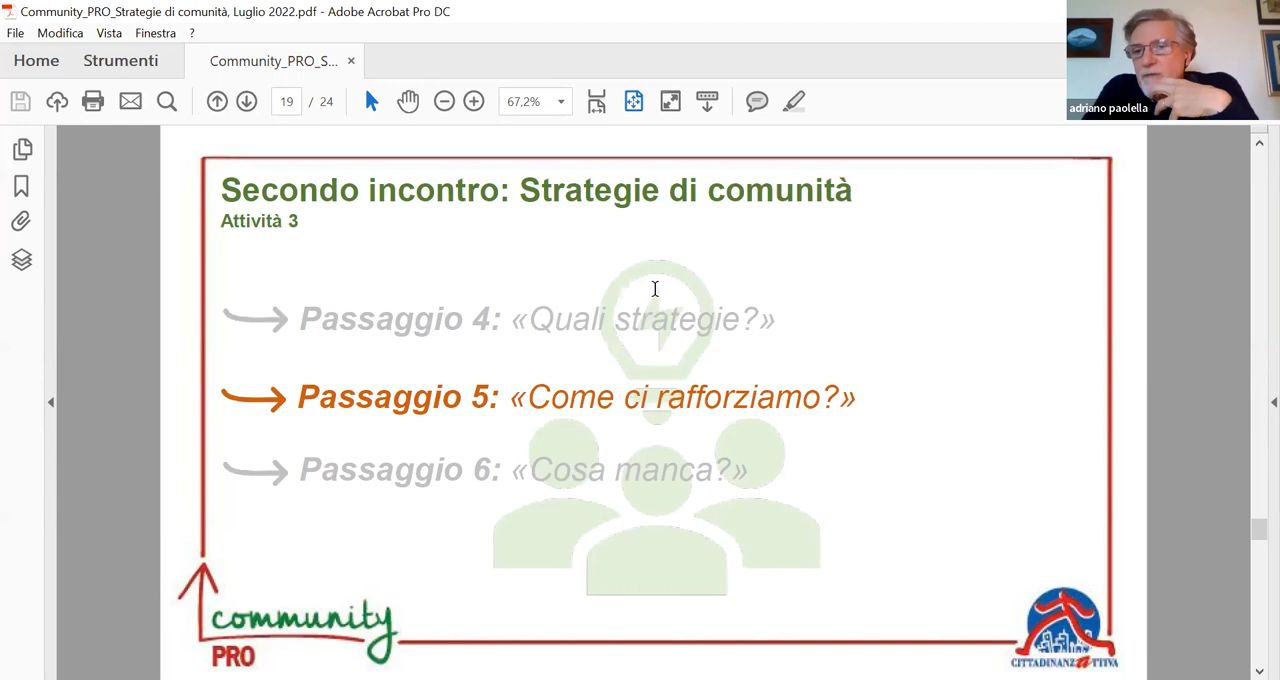 Community_PRO_Strategie di comunità, Luglio 2022.pdf - Adobe Acrobat Pro DC
File Modifica Vista Finestra ?
Home Strumenti Community_PRO_S... ×
19 / 24 67,2%
adriano paolella
Secondo incontro: Strategie di comunità
Attività 3
Passaggio 4: «Quali strategie?»
Passaggio 5: «Come ci rafforziamo?»
Passaggio 6: «Cosa manca?»
community
PRO
CITTADINANZATTIVA